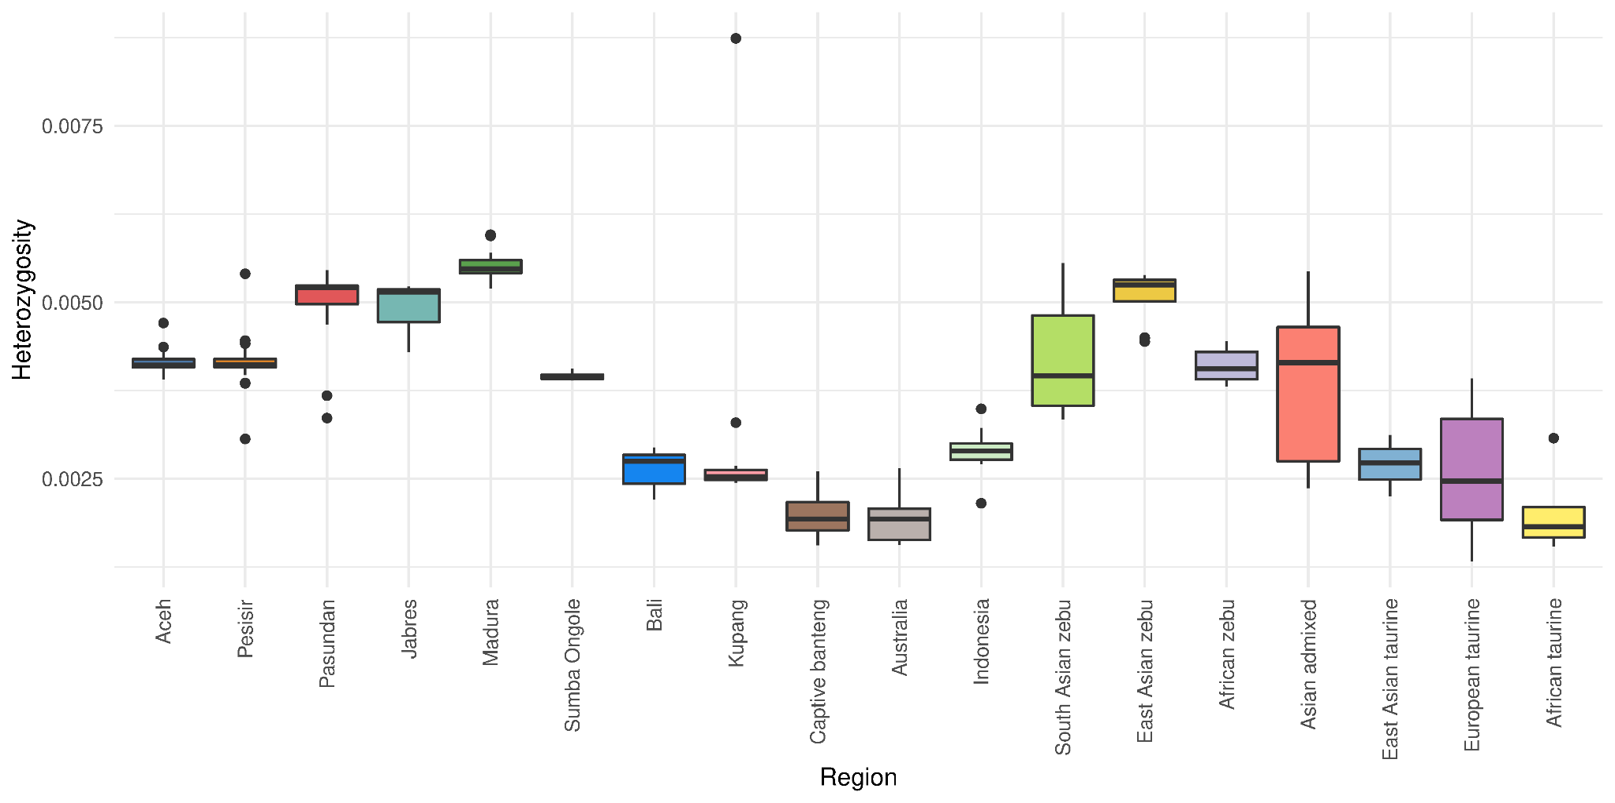 Heterozygosity
0.0075
0.0050
0.0025
Aceh
Pesisir
Pasundan
Jabres
Madura
Sumba Ongole
Bali
Kupang
Captive banteng
Australia
Indonesia
South Asian zebu
East Asian zebu
African zebu
Asian admixed
East Asian taurine
European taurine
African taurine
Region